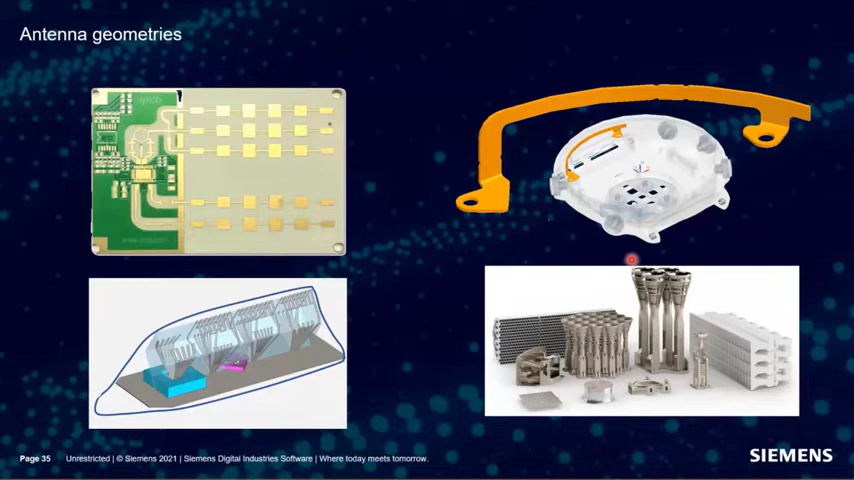 Antenna geometries
Page 35 Unrestricted | © Siemens 2021 | Siemens Digital Industries Software | Where today meets tomorrow.
SIEMENS